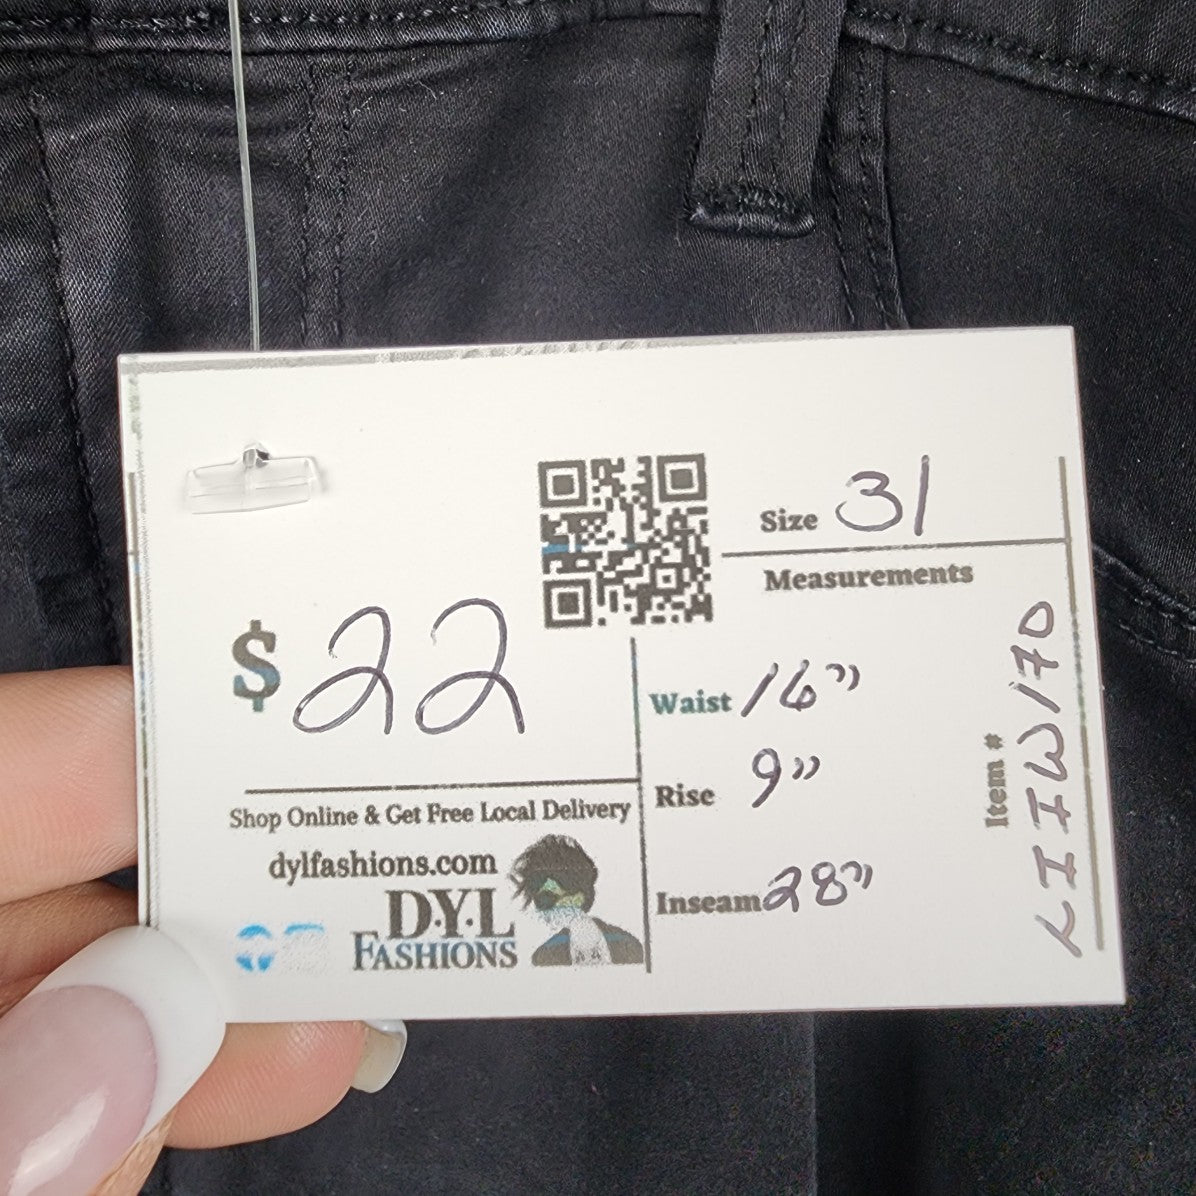 Size 31
Measurements
$ 22
Waist 16"
Rise 9"
Inseam 28"
Shop Online & Get Free Local Delivery
dylfashions.com
D·Y·L
FASHIONS
Item #